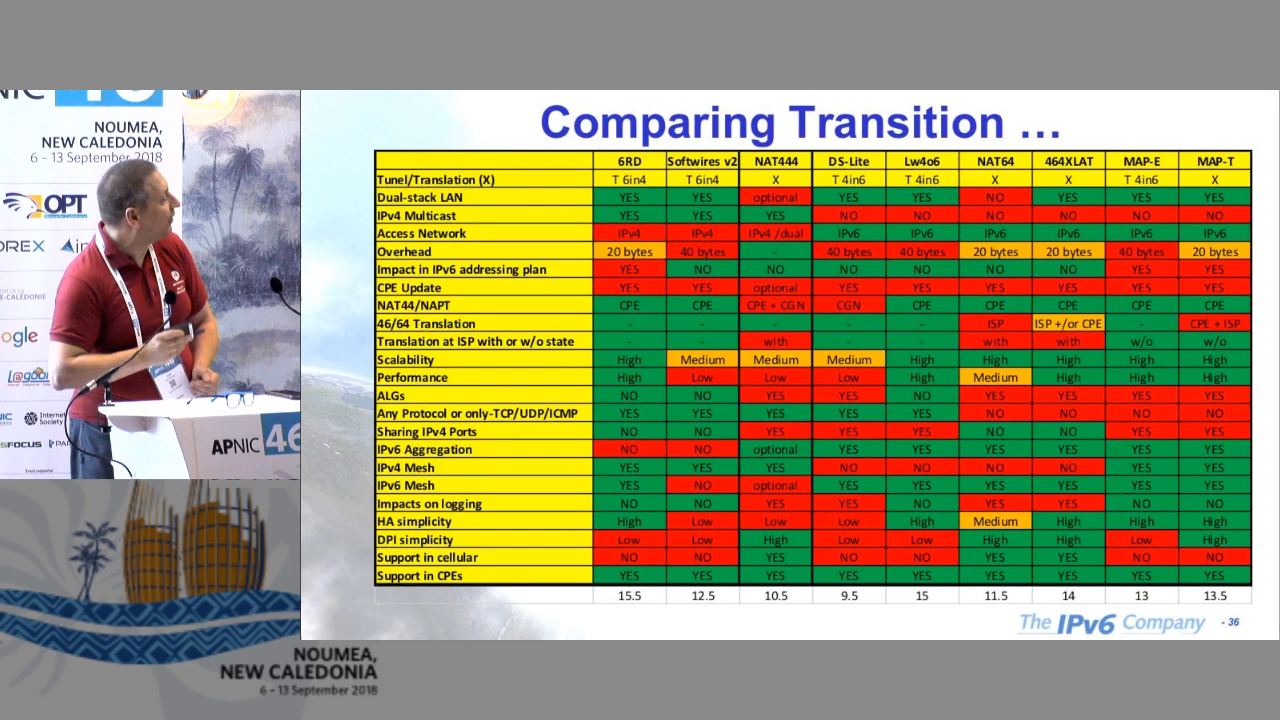 NOUMEA,
NEW CALEDONIA
6 – 13 September 2018
OPT
Internet Society
APNIC 46
Event supporter
Comparing Transition …
6RD Softwires v2 NAT444 DS-Lite Lw4o6 NAT64 464XLAT MAP-E MAP-T
Tunel/Translation (X) T 6in4 T 6in4 X T 4in6 T 4in6 X X T 4in6 X
Dual-stack LAN YES YES optional YES YES NO YES YES YES
IPv4 Multicast YES YES YES NO NO NO NO NO NO
Access Network IPv4 IPv4 IPv4 /dual IPv6 IPv6 IPv6 IPv6 IPv6 IPv6
Overhead 20 bytes 40 bytes - 40 bytes 40 bytes 20 bytes 20 bytes 40 bytes 20 bytes
Impact in IPv6 addressing plan YES NO NO NO NO NO NO YES YES
CPE Update YES YES optional YES YES YES YES YES YES
NAT44/NAPT CPE CPE CPE + CGN CGN CPE CPE CPE CPE CPE
46/64 Translation - - - - - ISP ISP +/or CPE - CPE + ISP
Translation at ISP with or w/o state - - with - - with with w/o w/o
Scalability High Medium Medium Medium High High High High High
Performance High Low Low Low High Medium High High High
ALGs NO NO YES YES NO YES YES YES YES
Any Protocol or only-TCP/UDP/ICMP YES YES YES YES YES NO NO NO NO
Sharing IPv4 Ports NO NO YES YES YES NO NO YES YES
IPv6 Aggregation NO NO optional YES YES YES YES YES YES
IPv4 Mesh YES YES YES NO NO NO NO YES YES
IPv6 Mesh YES NO optional YES YES YES YES YES YES
Impacts on logging NO NO YES YES NO YES YES NO NO
HA simplicity High Low Low Low High Medium High High High
DPI simplicity Low Low High Low Low High High Low High
Support in cellular NO NO YES NO NO YES YES NO NO
Support in CPEs YES YES YES YES YES YES YES YES YES
15.5 12.5 10.5 9.5 15 11.5 14 13 13.5
The IPv6 Company - 36
NOUMEA,
NEW CALEDONIA
6 – 13 September 2018